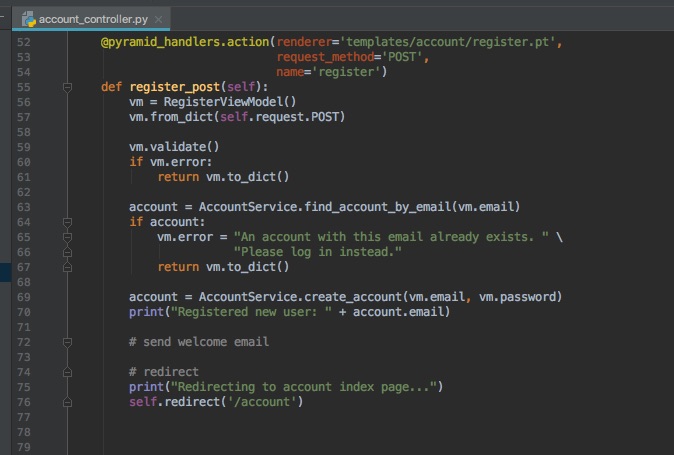 account_controller.py
52 @pyramid_handlers.action(renderer='templates/account/register.pt',
53 request_method='POST',
54 name='register')
55 def register_post(self):
56 vm = RegisterViewModel()
57 vm.from_dict(self.request.POST)
58
59 vm.validate()
60 if vm.error:
61 return vm.to_dict()
62
63 account = AccountService.find_account_by_email(vm.email)
64 if account:
65 vm.error = "An account with this email already exists. " \
66 "Please log in instead."
67 return vm.to_dict()
68
69 account = AccountService.create_account(vm.email, vm.password)
70 print("Registered new user: " + account.email)
71
72 # send welcome email
73
74 # redirect
75 print("Redirecting to account index page...")
76 self.redirect('/account')
77
78
79